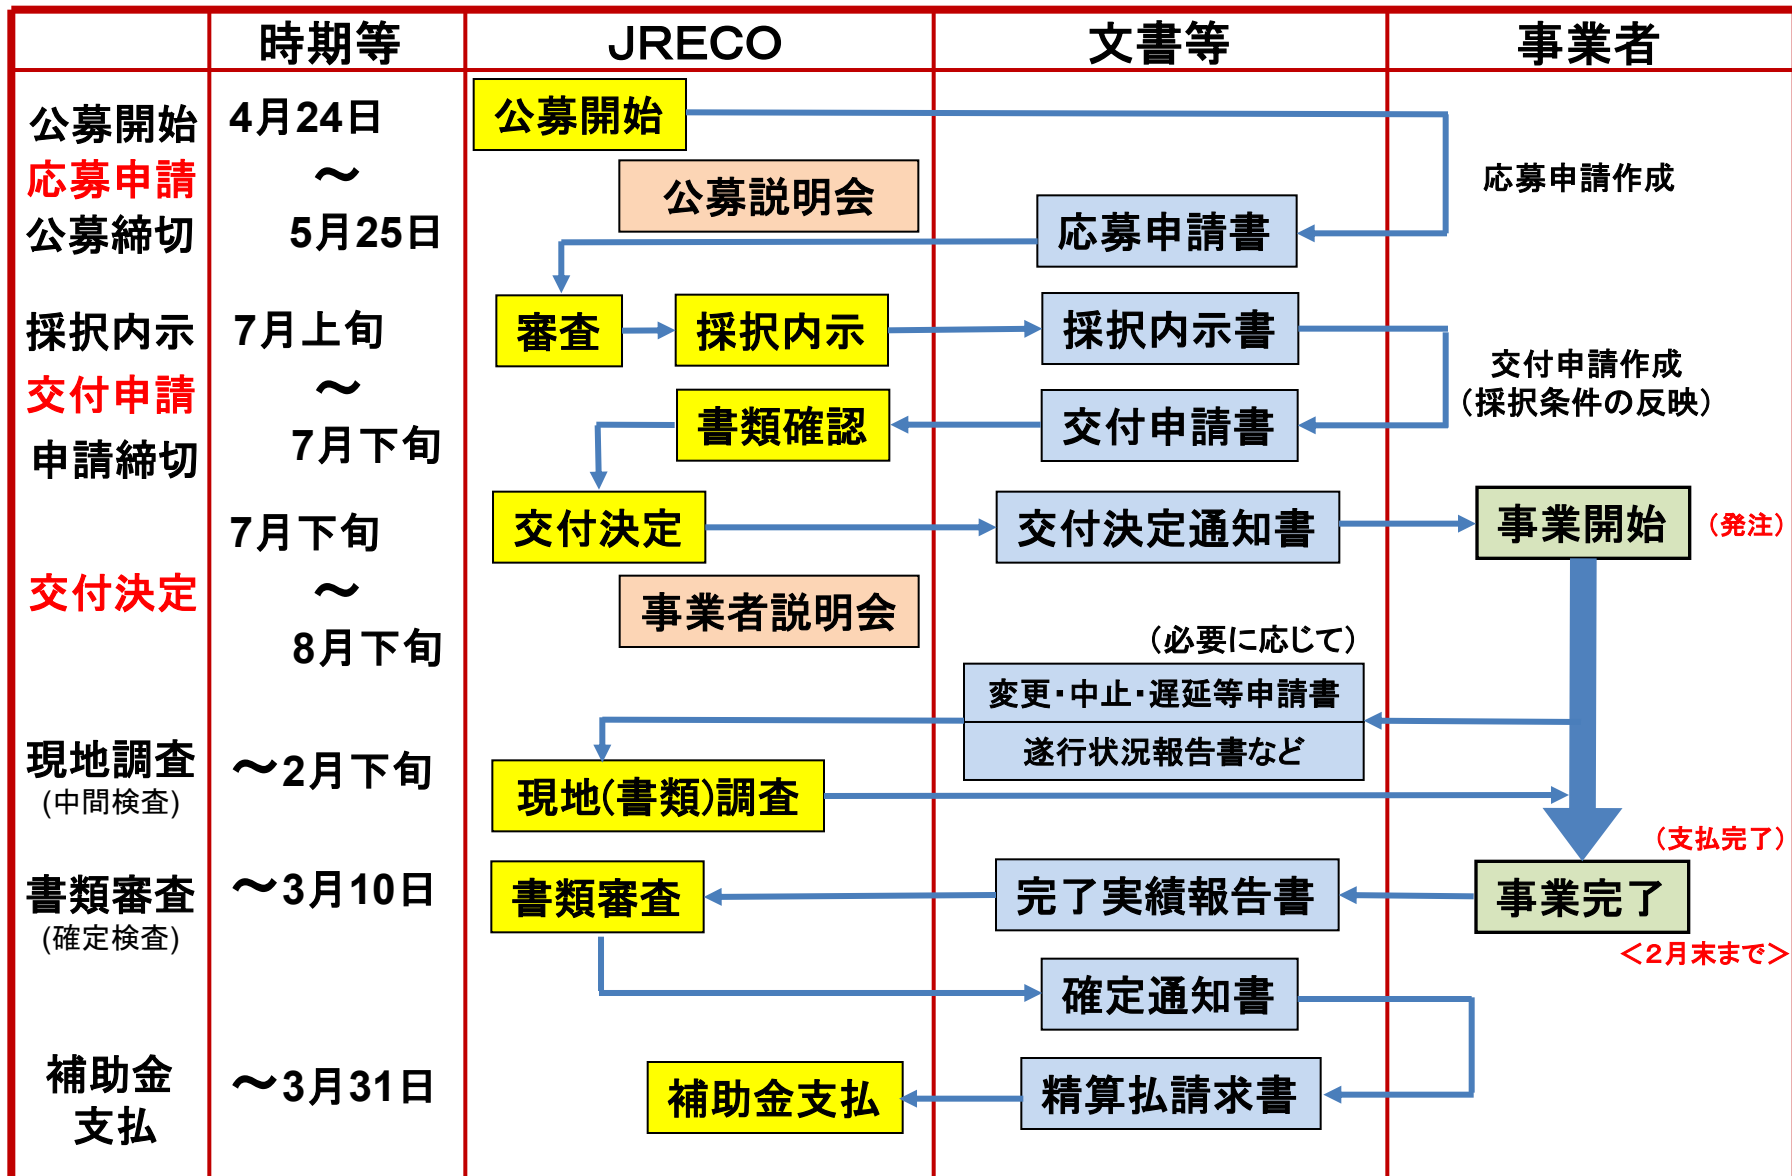 時期等
JRECO
文書等
事業者
公募開始
4月24日
公募開始
応募申請
～
公募説明会
応募申請作成
公募締切
5月25日
応募申請書
採択内示
7月上旬
審査
採択内示
採択内示書
交付申請
～
交付申請作成
（採択条件の反映）
書類確認
交付申請書
申請締切
7月下旬
交付決定
7月下旬
～
8月下旬
交付決定
交付決定通知書
事業開始
（発注）
事業者説明会
（必要に応じて）
変更・中止・遅延等申請書
遂行状況報告書など
現地調査
(中間検査)
～2月下旬
現地(書類)調査
（支払完了）
書類審査
(確定検査)
～3月10日
書類審査
完了実績報告書
事業完了
＜2月末まで＞
確定通知書
補助金
支払
～3月31日
補助金支払
精算払請求書